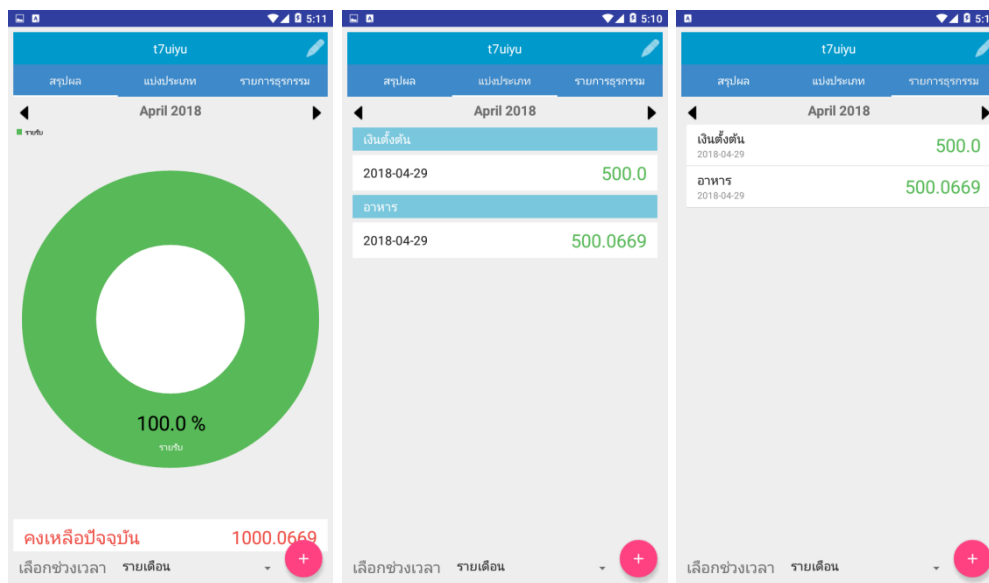 5:11
t7uiyu
สรุปผล แบ่งประเภท รายการธุรกรรม
April 2018
รายรับ
100.0 %
รายรับ
คงเหลือปัจจุบัน 1000.0669
เลือกช่วงเวลา รายเดือน
5:10
t7uiyu
สรุปผล แบ่งประเภท รายการธุรกรรม
April 2018
เงินตั้งต้น
2018-04-29 500.0
อาหาร
2018-04-29 500.0669
เลือกช่วงเวลา รายเดือน
t7uiyu
สรุปผล แบ่งประเภท รายการธุรกรรม
April 2018
เงินตั้งต้น 500.0
2018-04-29
อาหาร 500.0669
2018-04-29
เลือกช่วงเวลา รายเดือน